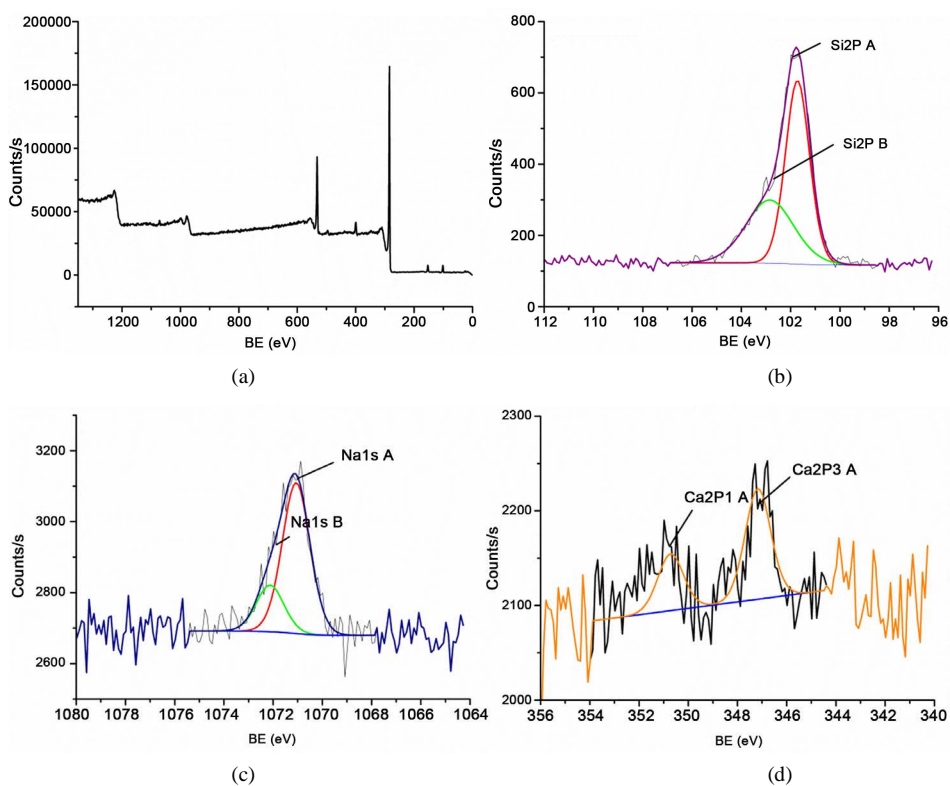 200000
150000
100000
50000
0
Counts/s
1200
1000
800
600
400
200
0
BE (eV)
(a)
800
600
400
200
0
Counts/s
Si2P A
Si2P B
112
110
108
106
104
102
100
98
96
BE (eV)
(b)
3200
3000
2800
2600
Counts/s
Na1s A
Na1s B
1080
1078
1076
1074
1072
1070
1068
1066
1064
BE (eV)
(c)
2300
2200
2100
2000
Counts/s
Ca2P1 A
Ca2P3 A
356
354
352
350
348
346
344
342
340
BE (eV)
(d)